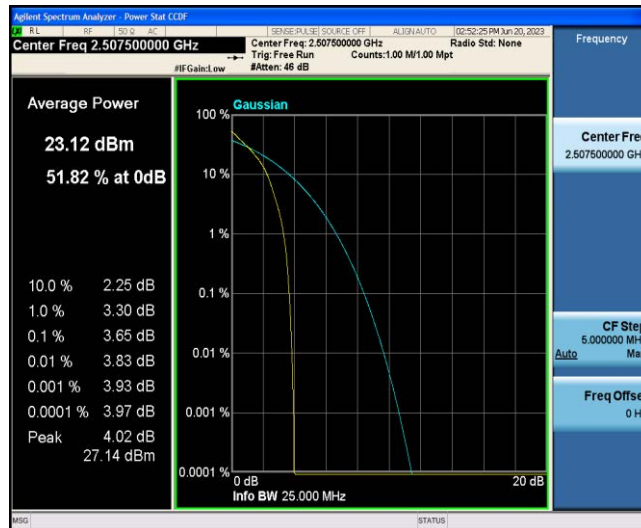 Agilent Spectrum Analyzer - Power Stat CCDF
RL RF 50 Ω AC SENSE:PULSE SOURCE OFF ALIGN AUTO 02:52:25 PM Jun 20, 2023
Center Freq 2.507500000 GHz
Center Freq: 2.507500000 GHz Radio Std: None
Trig: Free Run Counts:1.00 M/1.00 Mpt
#IFGain:Low #Atten: 46 dB
Frequency
Average Power
23.12 dBm
51.82 % at 0dB
10.0 % 2.25 dB
1.0 % 3.30 dB
0.1 % 3.65 dB
0.01 % 3.83 dB
0.001 % 3.93 dB
0.0001 % 3.97 dB
Peak 4.02 dB
27.14 dBm
Gaussian
100 %
10 %
1 %
0.1 %
0.01 %
0.001 %
0.0001 %
0 dB 20 dB
Info BW 25.000 MHz
Center Fre
2.507500000 GH
CF Step
5.000000 MH
Auto Ma
Freq Offse
0 H
MSG STATUS